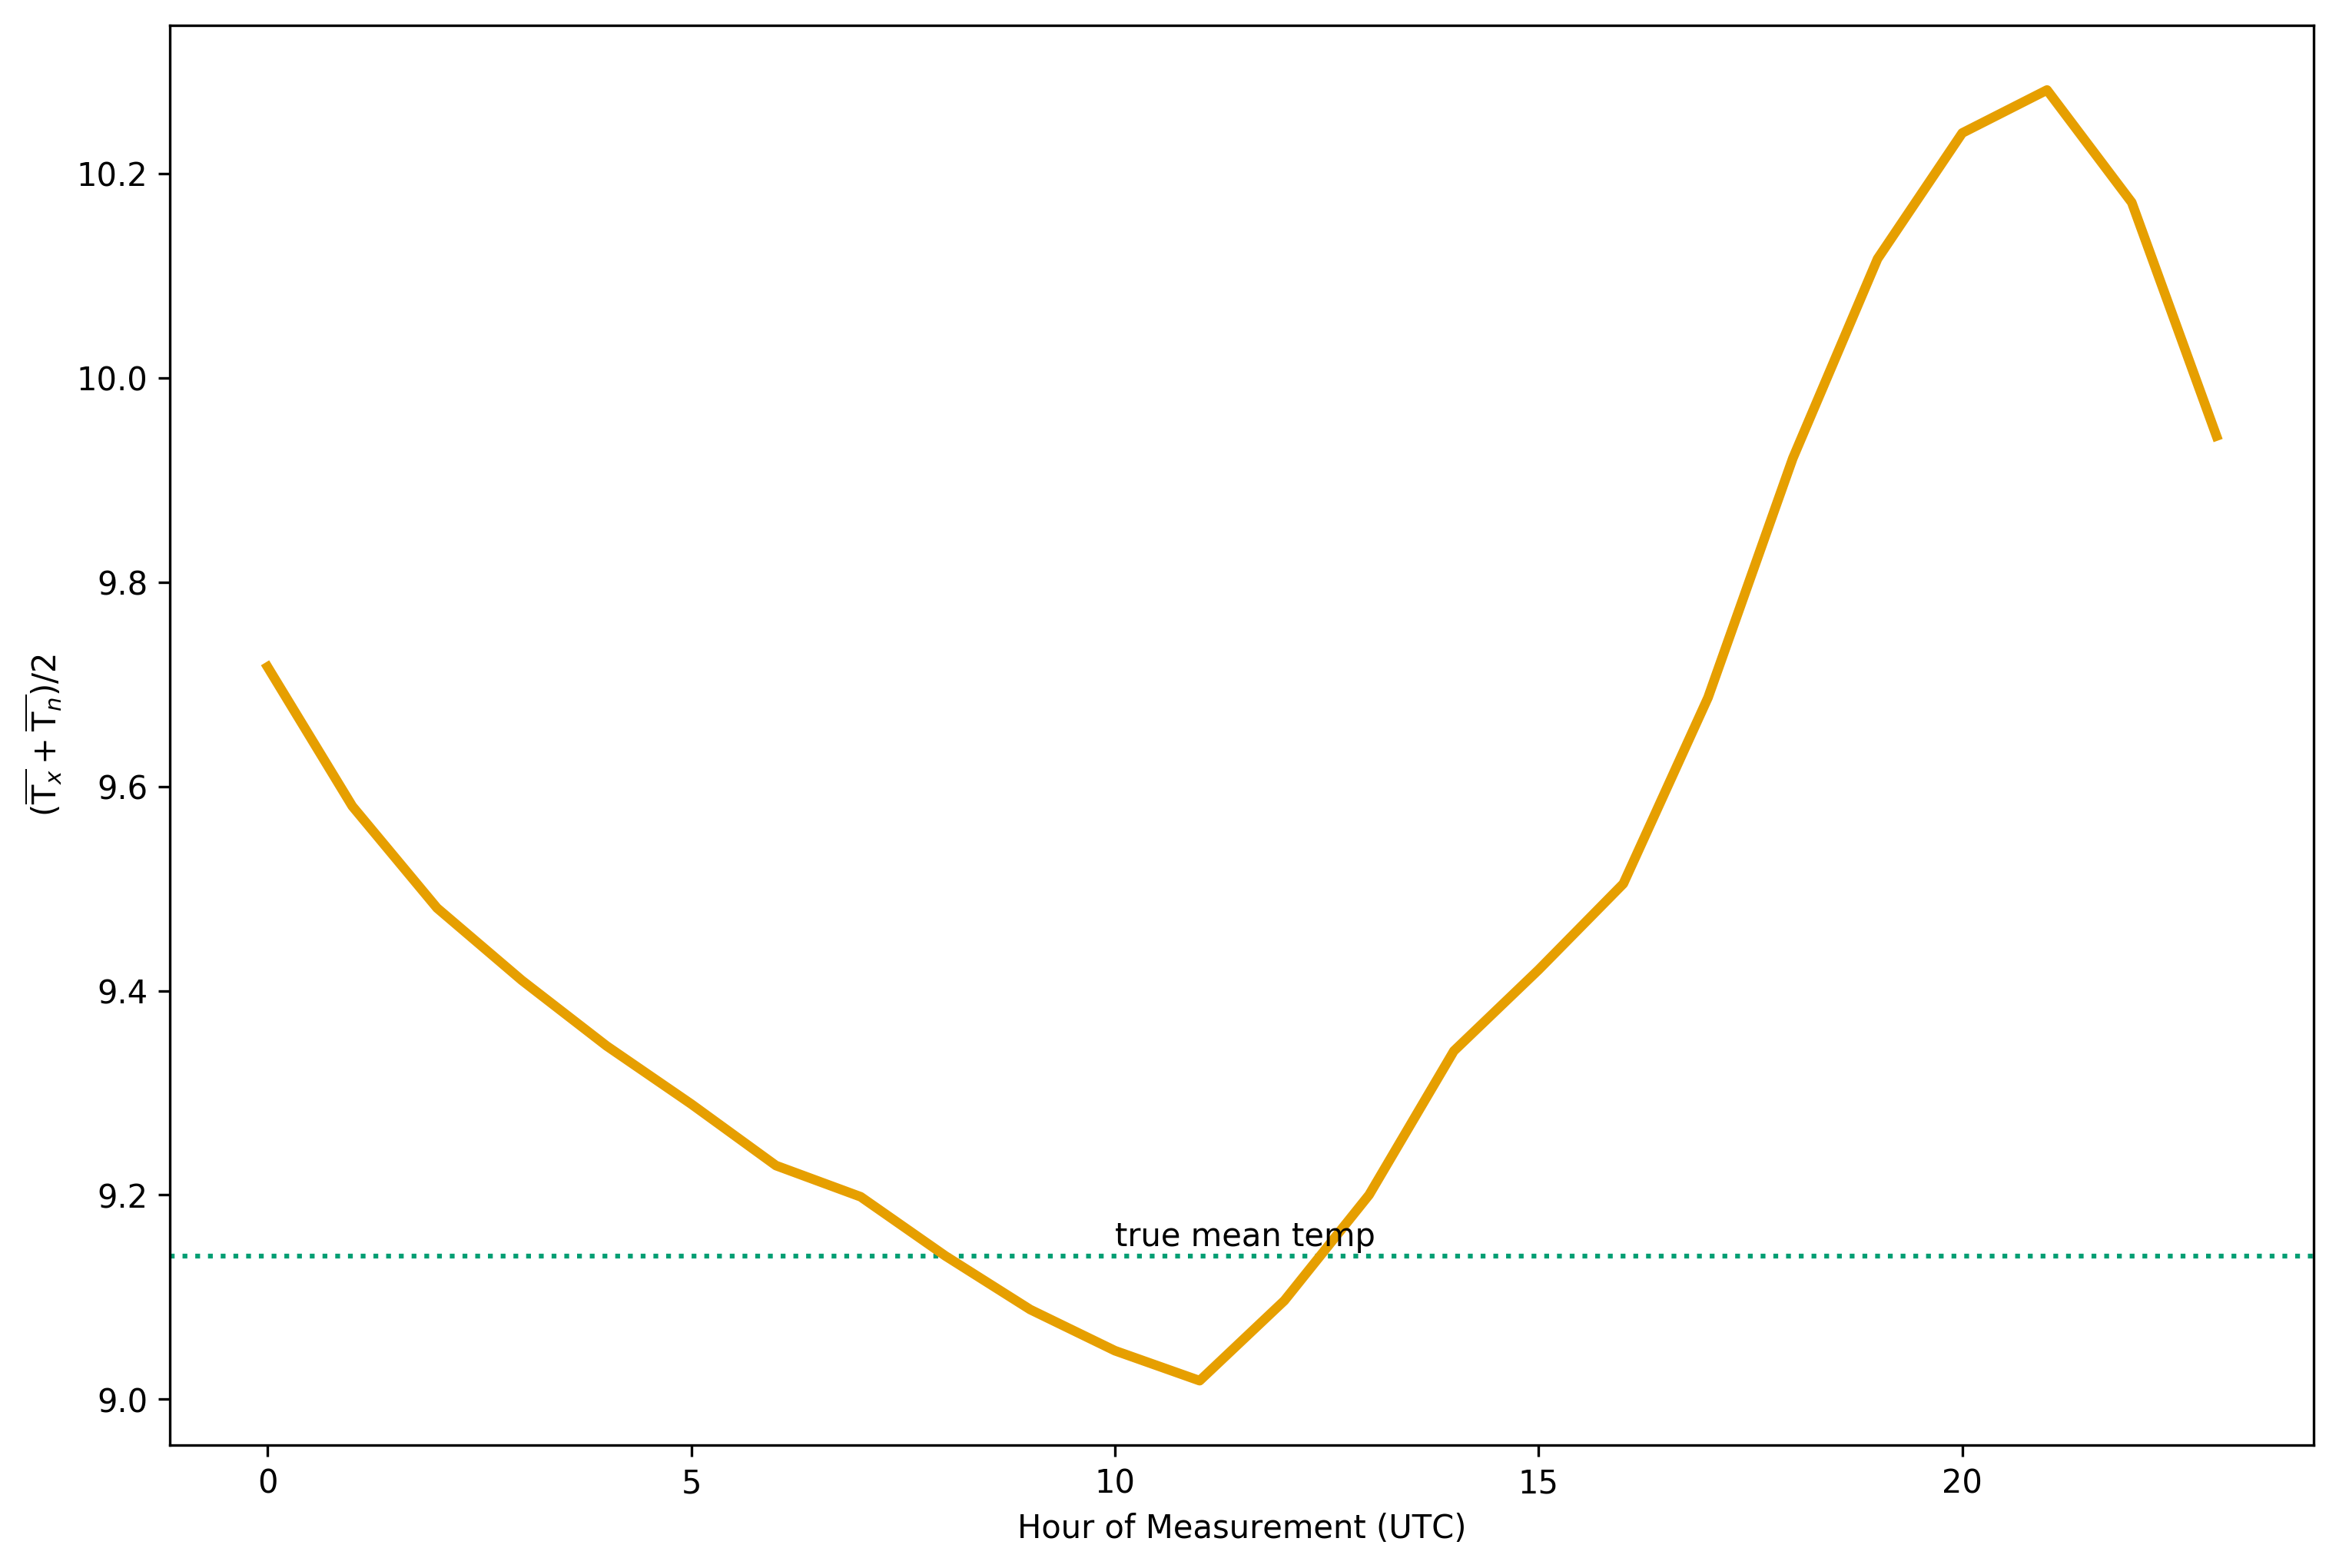 10.2
10.0
9.8
9.6
9.4
9.2
9.0
(T̅ₓ + T̅ₙ)/2
true mean temp
0 5 10 15 20
Hour of Measurement (UTC)